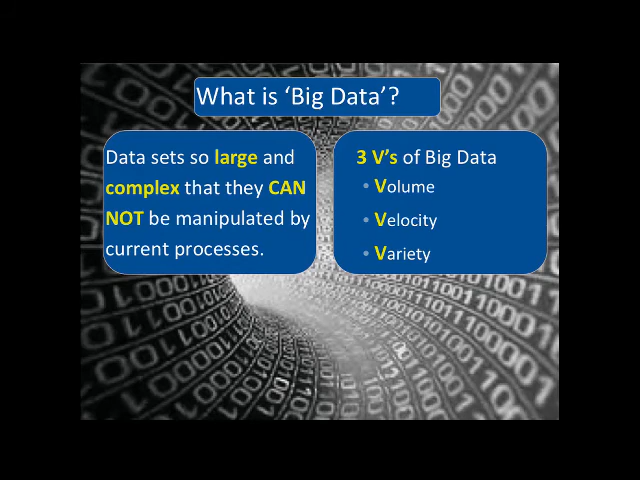 What is ‘Big Data’?
Data sets so large and
complex that they CAN
NOT be manipulated by
current processes.
3 V’s of Big Data
• Volume
• Velocity
• Variety